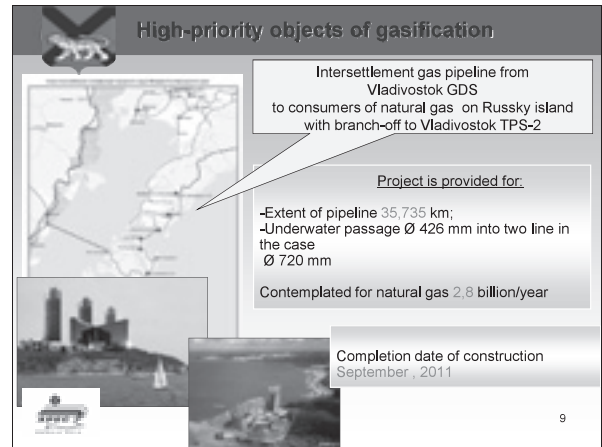 High-priority objects of gasification
Intersettlement gas pipeline from
Vladivostok GDS
to consumers of natural gas on Russky island
with branch-off to Vladivostok TPS-2
Project is provided for:
-Extent of pipeline 35,735 km;
-Underwater passage Ø 426 mm into two line in
the case
Ø 720 mm
Contemplated for natural gas 2,8 billion/year
Completion date of construction
September , 2011
9